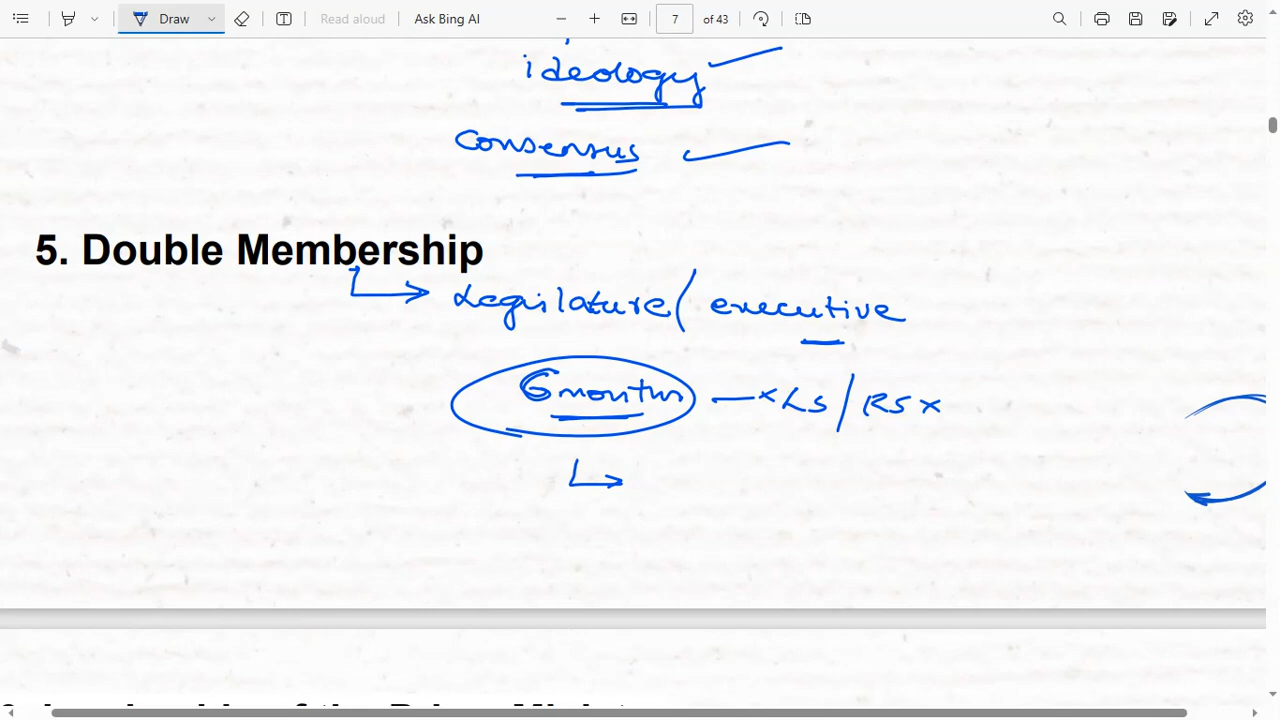 Draw
Read aloud
Ask Bing AI
7 of 43
ideology
Consensus
5. Double Membership
Legislature / executive
6 months — x LS / RS x